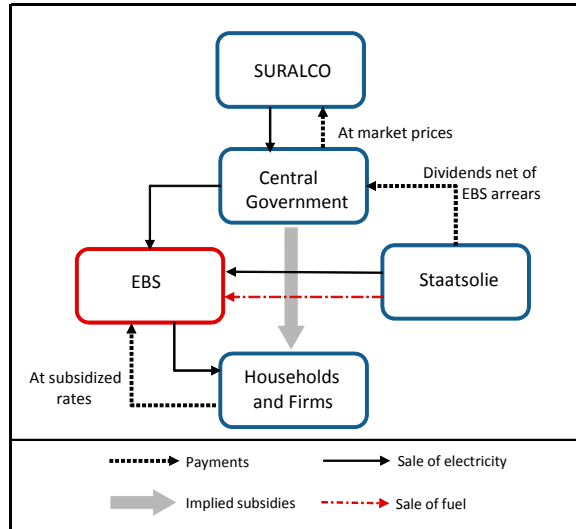 SURALCO
At market prices
Central
Government
Dividends net of
EBS arrears
EBS
Staatsolie
At subsidized
rates
Households
and Firms
Payments
Sale of electricity
Implied subsidies
Sale of fuel